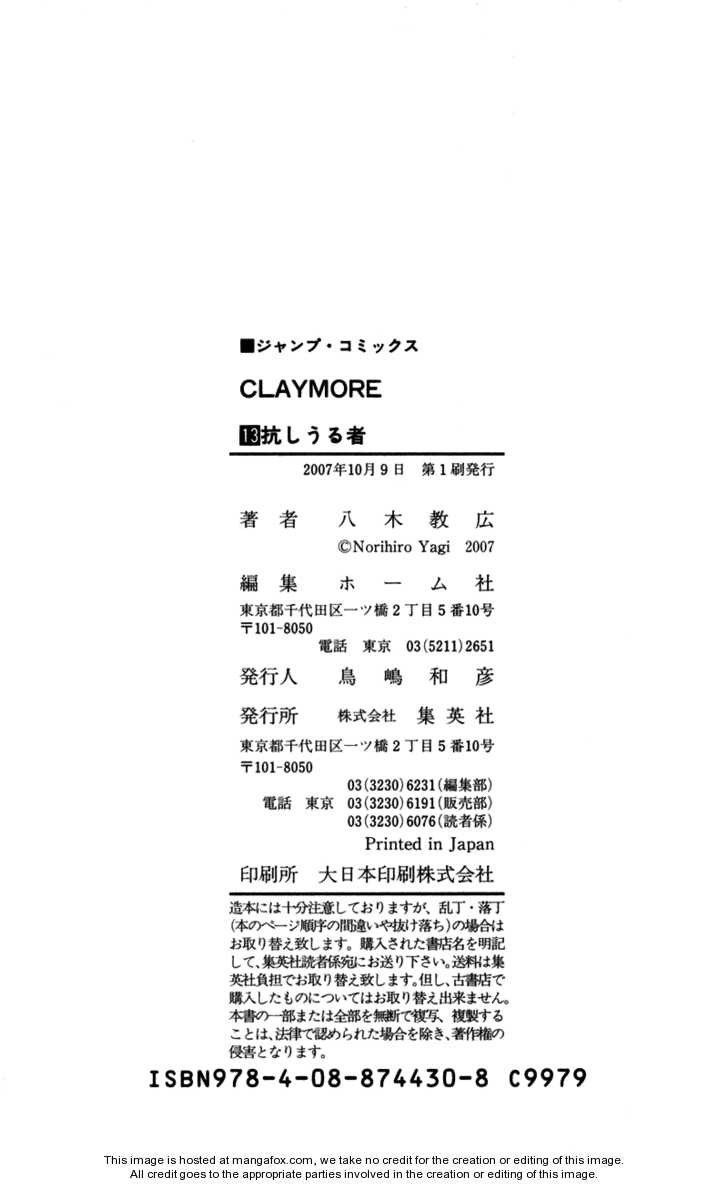 ■ジャンプ・コミックス
CLAYMORE
13抗しうる者
2007年10月9日 第1刷発行
著者 八木教広
©Norihiro Yagi 2007
編集 ホーム社
東京都千代田区一ツ橋2丁目5番10号
〒101-8050
電話 東京 03(5211)2651
発行人 鳥嶋和彦
発行所 株式会社 集英社
東京都千代田区一ツ橋2丁目5番10号
〒101-8050
03(3230)6231(編集部)
電話 東京 03(3230)6191(販売部)
03(3230)6076(読者係)
Printed in Japan
印刷所 大日本印刷株式会社
造本には十分注意しておりますが、乱丁・落丁
(本のページ順序の間違いや抜け落ち)の場合は
お取り替え致します。購入された書店名を明記
して、集英社読者係宛にお送り下さい。送料は集
英社負担でお取り替え致します。但し、古書店で
購入したものについてはお取り替え出来ません。
本書の一部または全部を無断で複写、複製する
ことは、法律で認められた場合を除き、著作権の
侵害となります。
ISBN978-4-08-874430-8 C9979
This image is hosted at mangafox.com, we take no credit for the creation or editing of this image.
All credit goes to the appropriate parties involved in the creation or editing of this image.